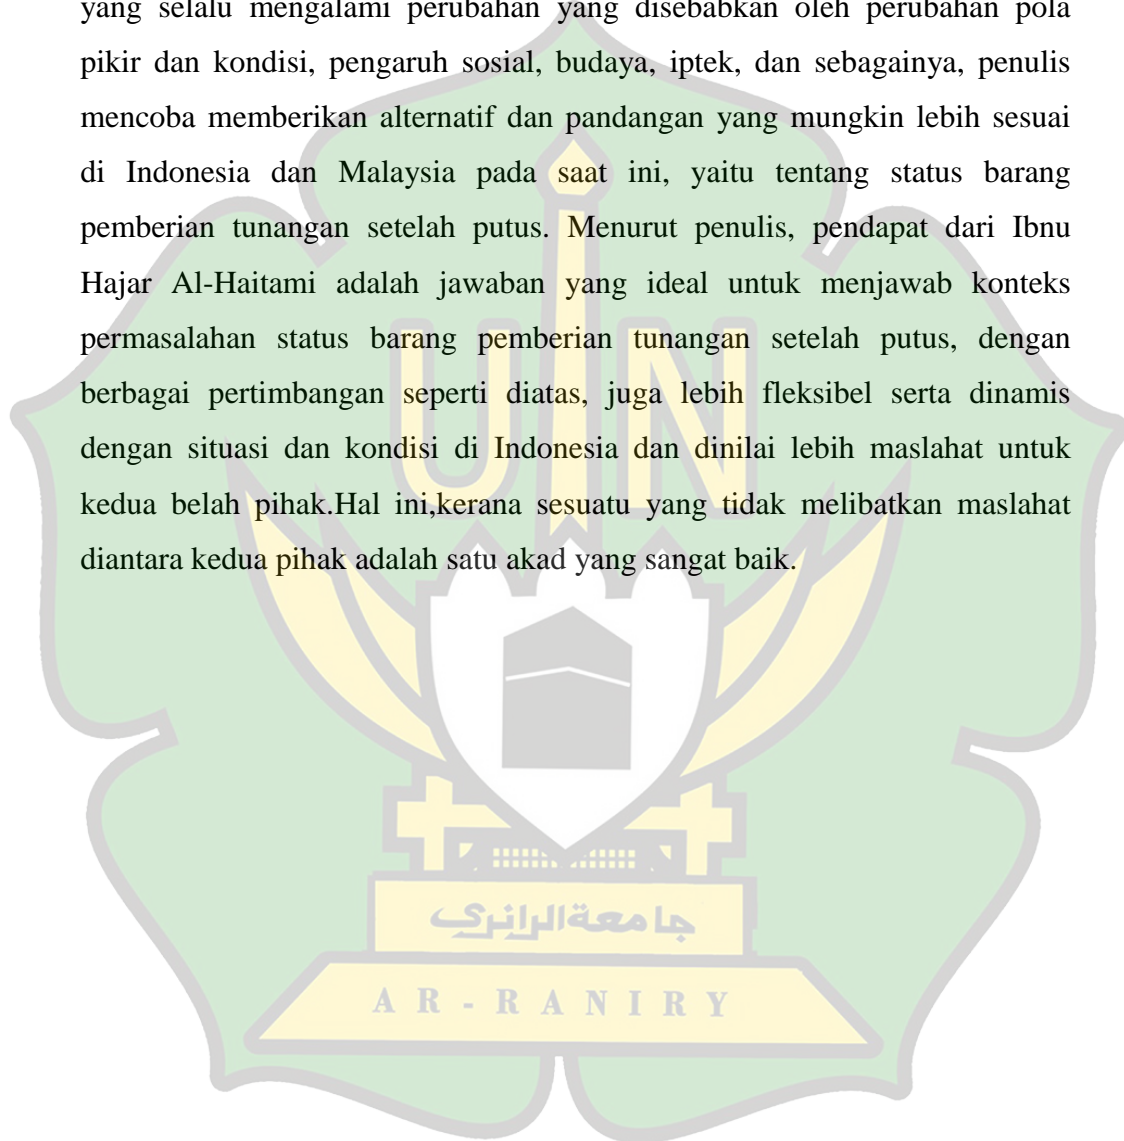 yang selalu mengalami perubahan yang disebabkan oleh perubahan pola
pikir dan kondisi, pengaruh sosial, budaya, iptek, dan sebagainya, penulis
mencoba memberikan alternatif dan pandangan yang mungkin lebih sesuai
di Indonesia dan Malaysia pada saat ini, yaitu tentang status barang
pemberian tunangan setelah putus. Menurut penulis, pendapat dari Ibnu
Hajar Al-Haitami adalah jawaban yang ideal untuk menjawab konteks
permasalahan status barang pemberian tunangan setelah putus, dengan
berbagai pertimbangan seperti diatas, juga lebih fleksibel serta dinamis
dengan situasi dan kondisi di Indonesia dan dinilai lebih maslahat untuk
kedua belah pihak.Hal ini,kerana sesuatu yang tidak melibatkan maslahat
diantara kedua pihak adalah satu akad yang sangat baik.
UIN
جامعةالرانرى
AR-RANIRY